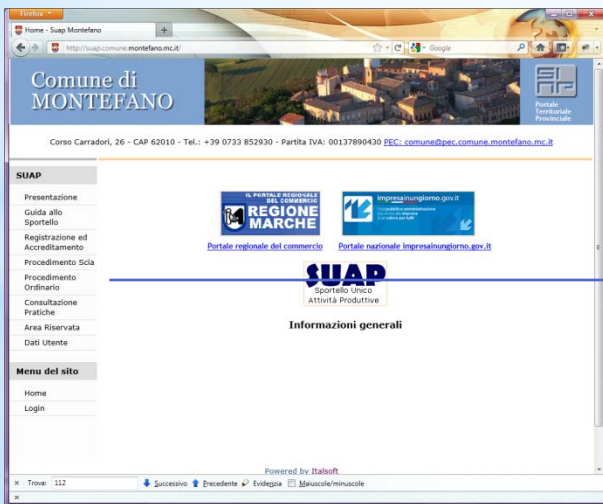 Firefox
Home - Suap Montefano
http://suap.comune.montefano.mc.it/
Google
Comune di
MONTEFANO
Portale
Territoriale
Provinciale
Corso Carradori, 26 - CAP 62010 - Tel.: +39 0733 852930 - Partita IVA: 00137890430 PEC: comune@pec.comune.montefano.mc.it
SUAP
Presentazione
Guida allo
Sportello
Registrazione ed
Accreditamento
Procedimento Scia
Procedimento
Ordinario
Consultazione
Pratiche
Area Riservata
Dati Utente
Menu del sito
Home
Login
IL PORTALE REGIONALE
DEL COMMERCIO
REGIONE
MARCHE
Portale regionale del commercio
impresainungiorno.gov.it
Portale nazionale impresainungiorno.gov.it
SUAP
Sportello Unico
Attività Produttive
Informazioni generali
Powered by Italsoft
Trova: 112 Successivo Precedente Evidenzia Maiuscole/minuscole